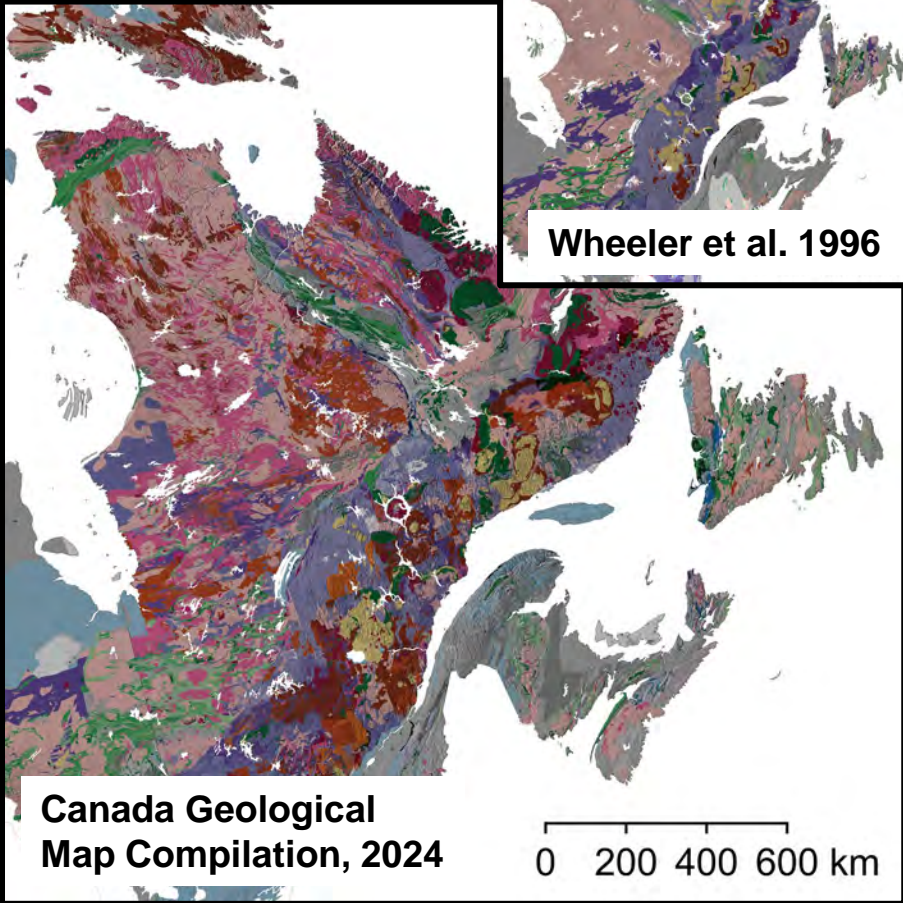 Wheeler et al. 1996
Canada Geological
Map Compilation, 2024
0 200 400 600 km